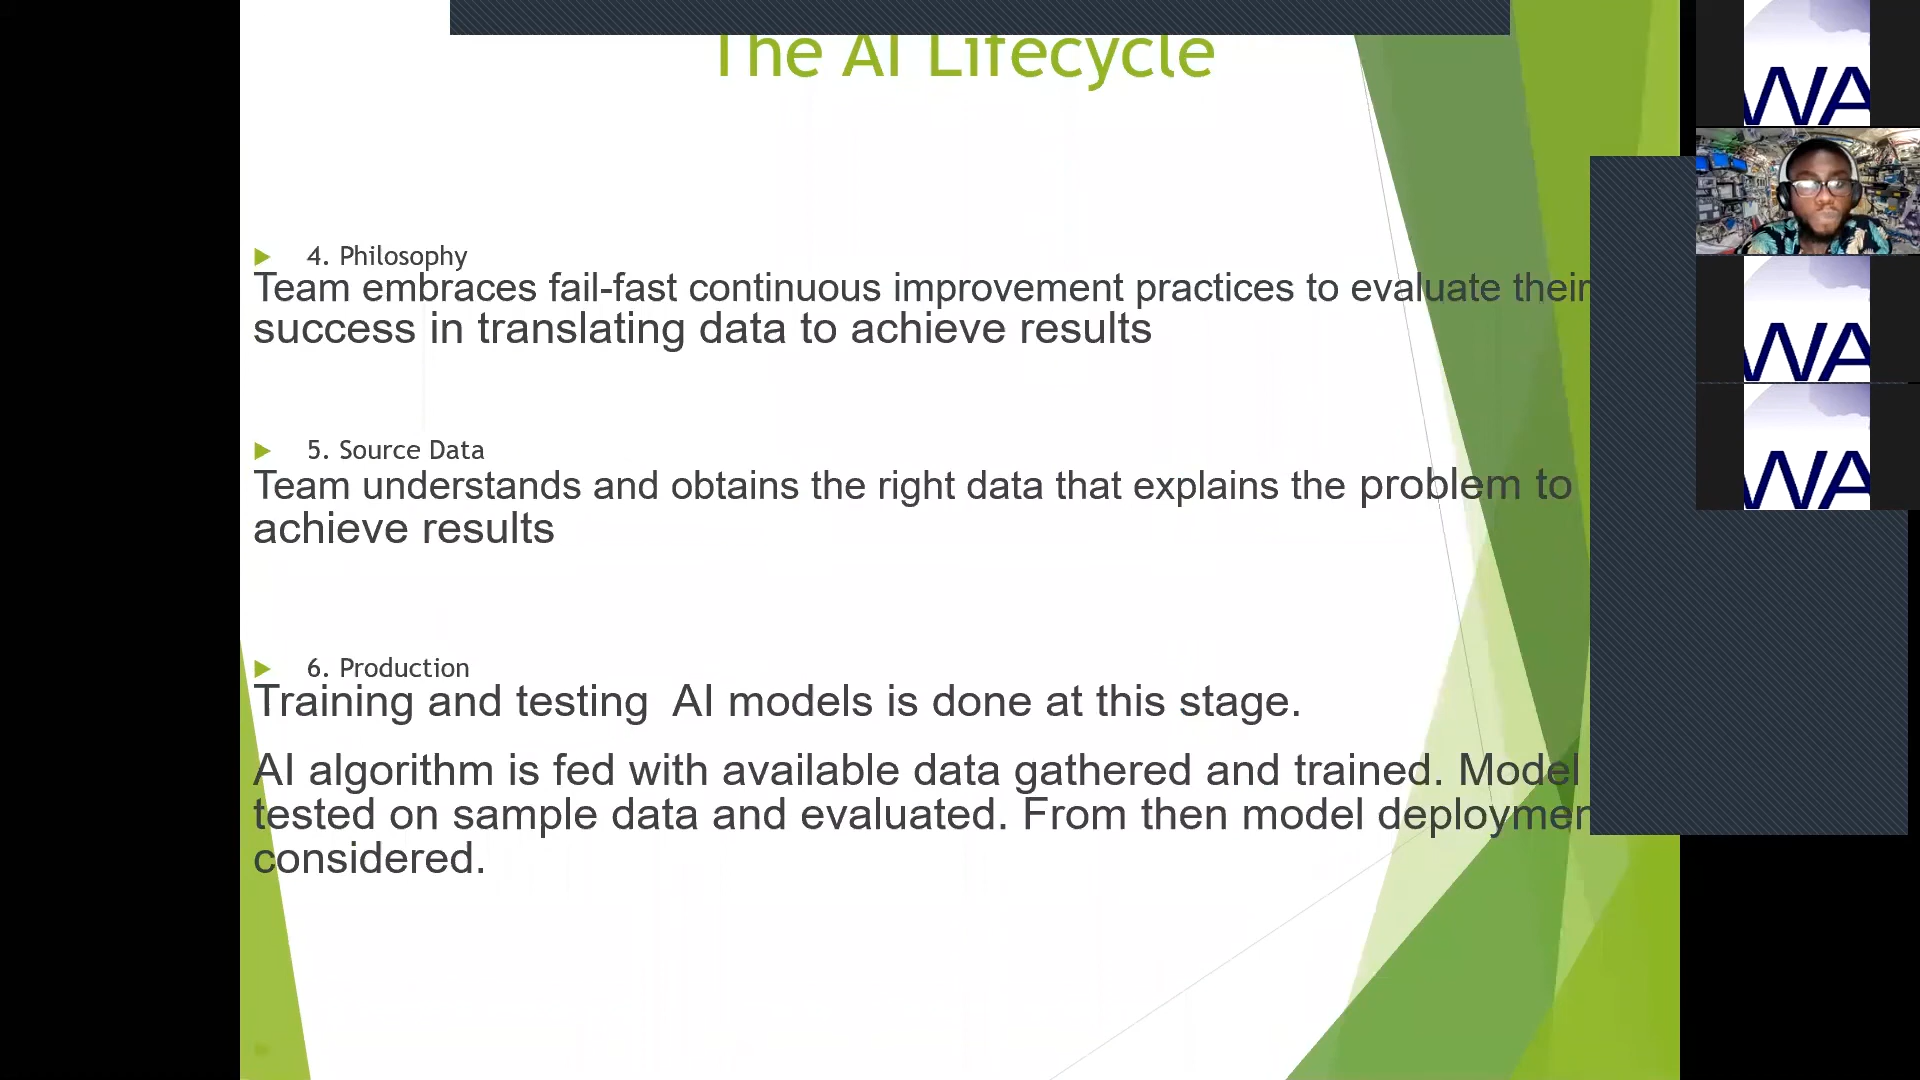 The AI Lifecycle
4. Philosophy
Team embraces fail-fast continuous improvement practices to evaluate their
success in translating data to achieve results
5. Source Data
Team understands and obtains the right data that explains the problem to
achieve results
6. Production
Training and testing AI models is done at this stage.
AI algorithm is fed with available data gathered and trained. Model
tested on sample data and evaluated. From then model
considered.
WA
WA
WA